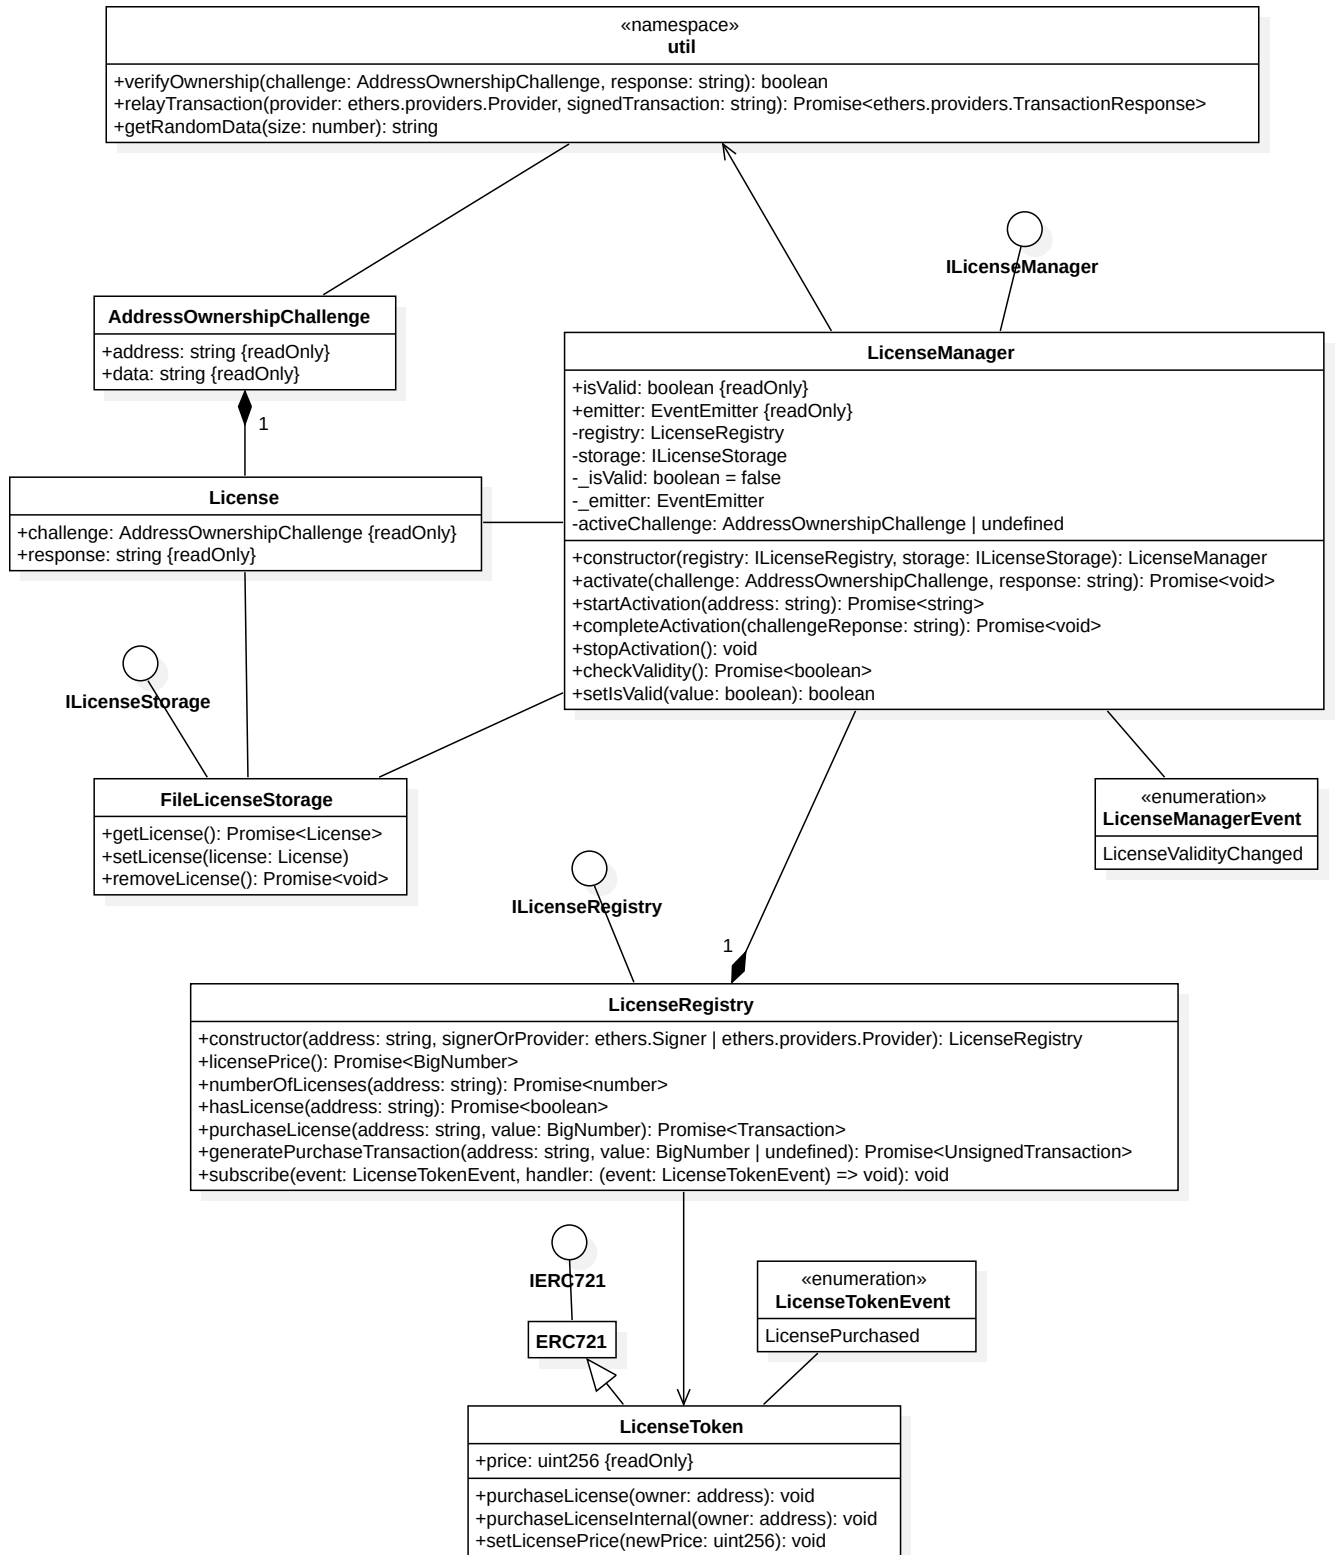 «namespace»
util
+verifyOwnership(challenge: AddressOwnershipChallenge, response: string): boolean
+relayTransaction(provider: ethers.providers.Provider, signedTransaction: string): Promise<ethers.providers.TransactionResponse>
+getRandomData(size: number): string
ILicenseManager
AddressOwnershipChallenge
+address: string {readOnly}
+data: string {readOnly}
1
LicenseManager
+isValid: boolean {readOnly}
+emitter: EventEmitter {readOnly}
-registry: LicenseRegistry
-storage: ILicenseStorage
-_isValid: boolean = false
-_emitter: EventEmitter
-activeChallenge: AddressOwnershipChallenge | undefined
+constructor(registry: ILicenseRegistry, storage: ILicenseStorage): LicenseManager
+activate(challenge: AddressOwnershipChallenge, response: string): Promise<void>
+startActivation(address: string): Promise<string>
+completeActivation(challengeReponse: string): Promise<void>
+stopActivation(): void
+checkValidity(): Promise<boolean>
+setIsValid(value: boolean): boolean
License
+challenge: AddressOwnershipChallenge {readOnly}
+response: string {readOnly}
ILicenseStorage
FileLicenseStorage
+getLicense(): Promise<License>
+setLicense(license: License)
+removeLicense(): Promise<void>
«enumeration»
LicenseManagerEvent
LicenseValidityChanged
ILicenseRegistry
1
LicenseRegistry
+constructor(address: string, signerOrProvider: ethers.Signer | ethers.providers.Provider): LicenseRegistry
+licensePrice(): Promise<BigNumber>
+numberOfLicenses(address: string): Promise<number>
+hasLicense(address: string): Promise<boolean>
+purchaseLicense(address: string, value: BigNumber): Promise<Transaction>
+generatePurchaseTransaction(address: string, value: BigNumber | undefined): Promise<UnsignedTransaction>
+subscribe(event: LicenseTokenEvent, handler: (event: LicenseTokenEvent) => void): void
IERC721
ERC721
«enumeration»
LicenseTokenEvent
LicensePurchased
LicenseToken
+price: uint256 {readOnly}
+purchaseLicense(owner: address): void
+purchaseLicenseInternal(owner: address): void
+setLicensePrice(newPrice: uint256): void